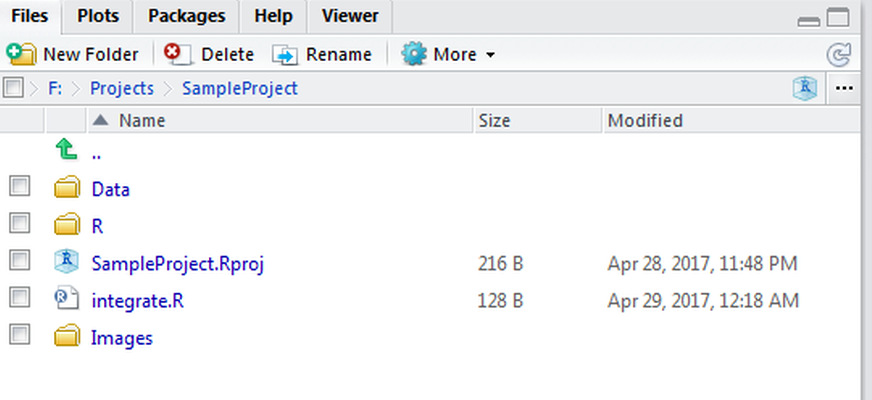 Files Plots Packages Help Viewer
New Folder Delete Rename More
F: Projects SampleProject R ...
Name Size Modified
..
Data
R
R SampleProject.Rproj 216 B Apr 28, 2017, 11:48 PM
R integrate.R 128 B Apr 29, 2017, 12:18 AM
Images